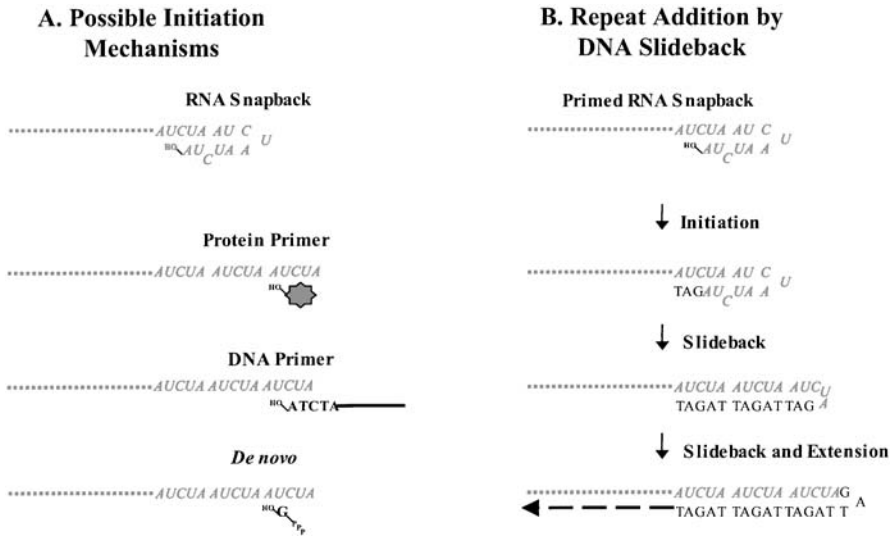 A. Possible Initiation
Mechanisms
RNA Snapback
AUCUA AU C
U
HO AU C UA A
Protein Primer
AUCUA AUCUA AUCUA
HO
DNA Primer
AUCUA AUCUA AUCUA
HO ATCTA
De novo
AUCUA AUCUA AUCUA
HO G
P P P
B. Repeat Addition by
DNA Slideback
Primed RNA Snapback
AUCUA AU C
U
HO AU C UA A
Initiation
AUCUA AU C
U
TAGAU C UA A
Slideback
AUCUA AUCUA AUCU
TAGAT TAGATTAG A
Slideback and Extension
AUCUA AUCUA AUCUAG
A
TAGAT TAGATTAGAT T